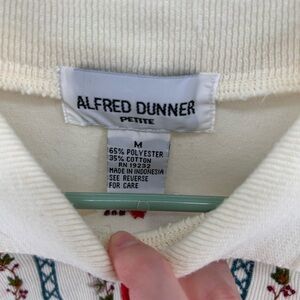 ALFRED DUNNER
PETITE
M
65% POLYESTER
35% COTTON
RN 19232
MADE IN INDONESIA
SEE REVERSE
FOR CARE